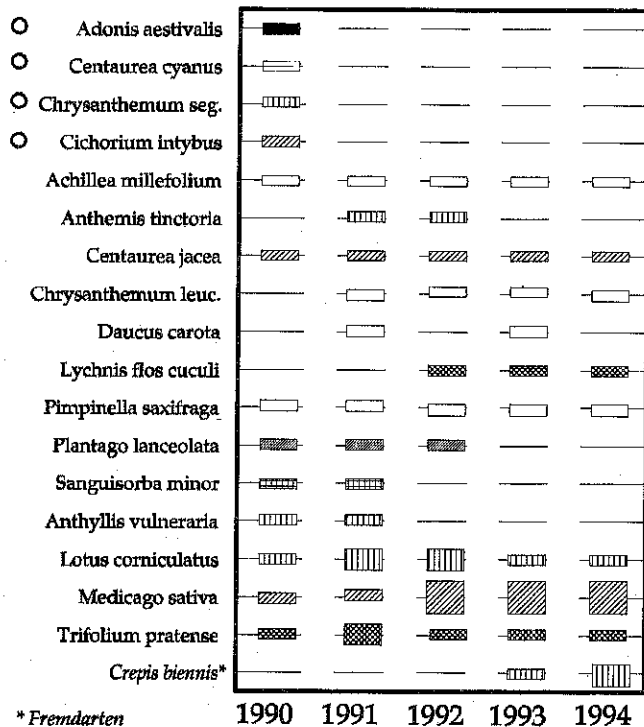 Adonis aestivalis
Centaurea cyanus
Chrysanthemum seg.
Cichorium intybus
Achillea millefolium
Anthemis tinctoria
Centaurea jacea
Chrysanthemum leuc.
Daucus carota
Lychnis flos cuculi
Pimpinella saxifraga
Plantago lanceolata
Sanguisorba minor
Anthyllis vulneraria
Lotus corniculatus
Medicago sativa
Trifolium pratense
Crepis biennis*
* Fremdarten 1990 1991 1992 1993 1994